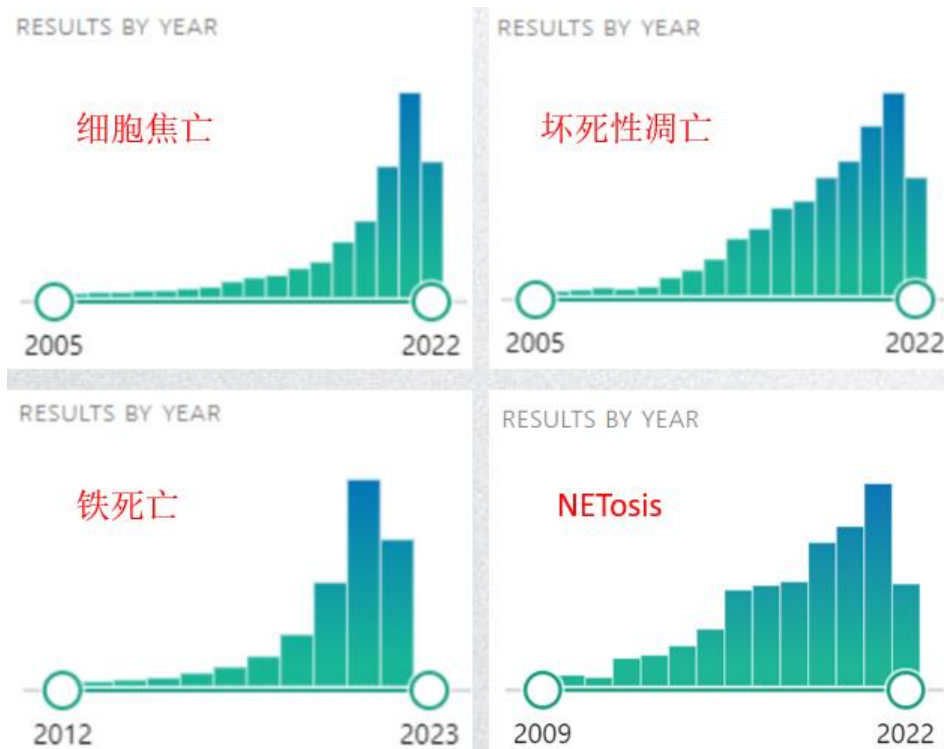 RESULTS BY YEAR
细胞焦亡
2005 2022
RESULTS BY YEAR
坏死性凋亡
2005 2022
RESULTS BY YEAR
铁死亡
2012 2023
RESULTS BY YEAR
NETosis
2009 2022